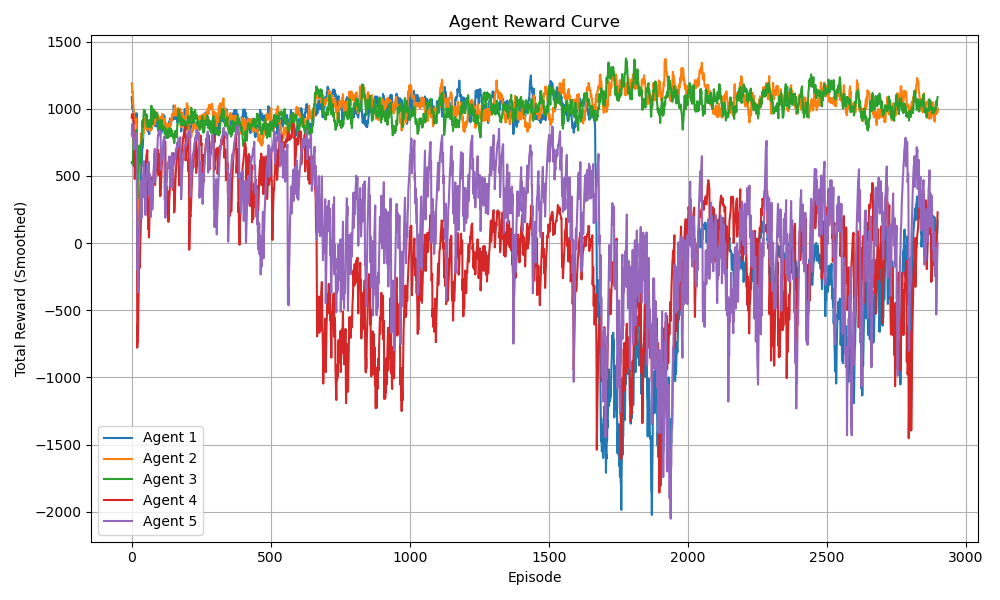 Agent Reward Curve
Total Reward (Smoothed)
1500
1000
500
0
−500
−1000
−1500
−2000
Agent 1
Agent 2
Agent 3
Agent 4
Agent 5
0
500
1000
1500
2000
2500
3000
Episode